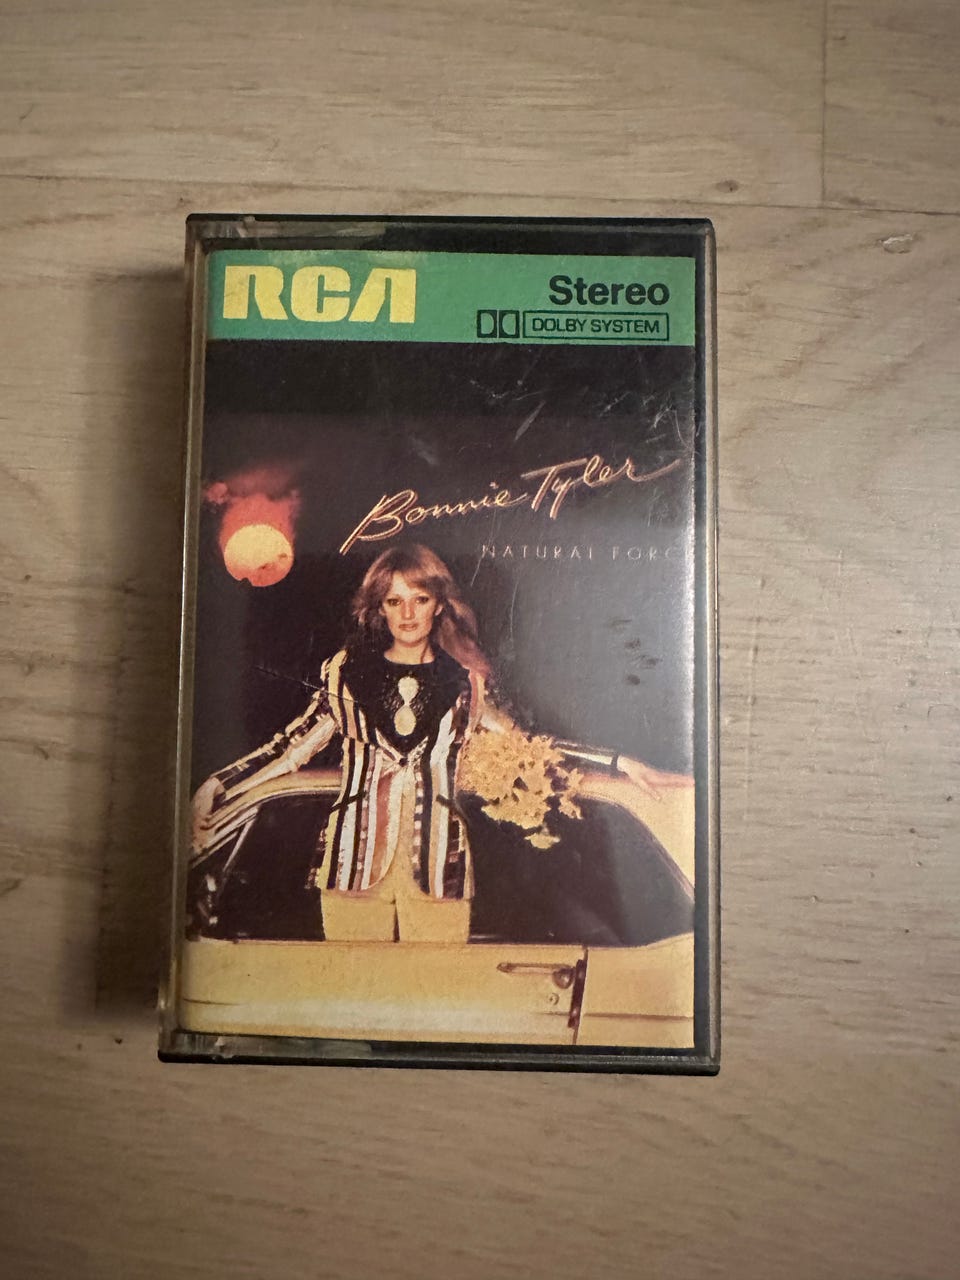 RCA
Stereo
DOLBY SYSTEM
Bonnie Tyler
NATURAL FORC